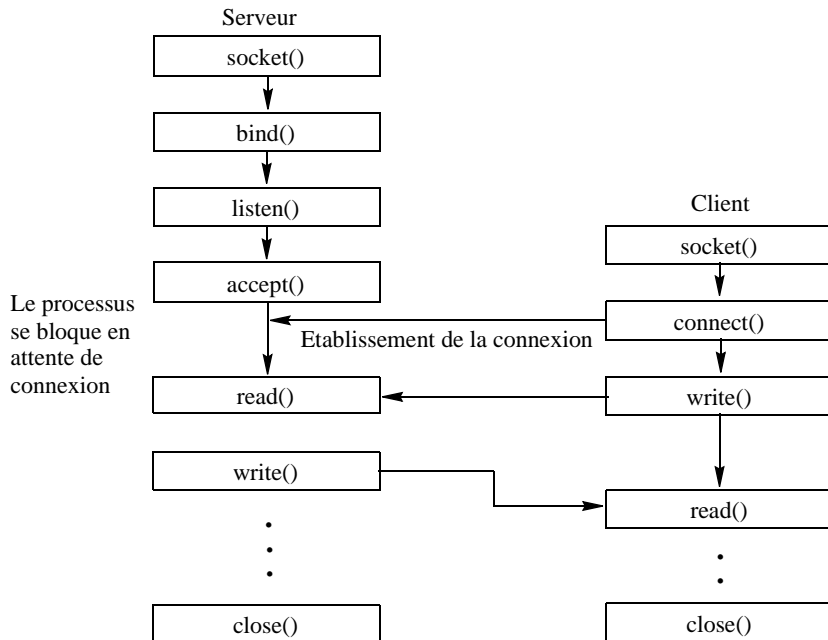 Serveur
socket()
bind()
listen()
accept()
Le processus
se bloque en
attente de
connexion
read()
write()
close()
Etablissement de la connexion
Client
socket()
connect()
write()
read()
close()